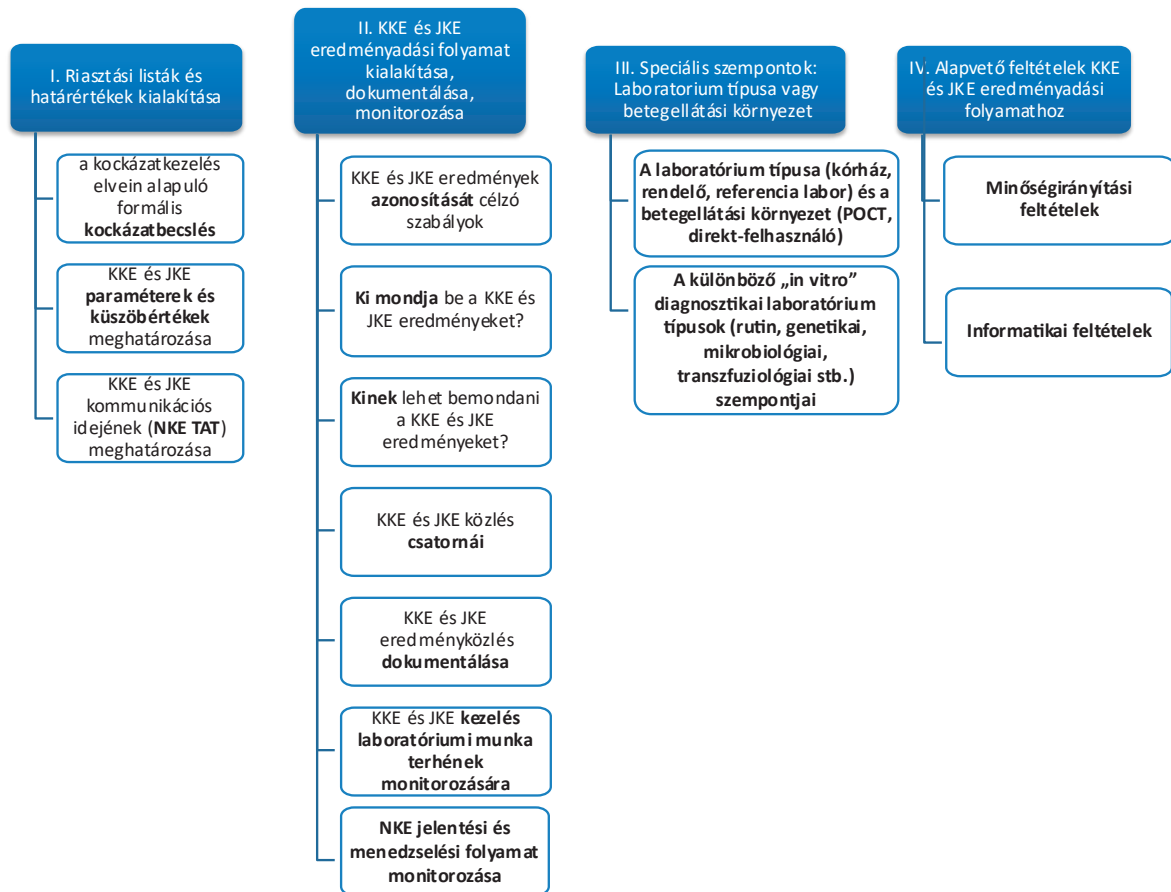 I. Riasztási listák és
határértékek kialakítása
a kockázatkezelés
elvein alapuló
formális
kockázatbecslés
KKE és JKE
paraméterek és
küszöbértékek
meghatározása
KKE és JKE
kommunikációs
idejének (NKE TAT)
meghatározása
II. KKE és JKE
eredményadási folyamat
kialakítása,
dokumentálása,
monitorozása
KKE és JKE eredmények
azonosítását célzó
szabályok
Ki mondja be a KKE és
JKE eredményeket?
Kinek lehet bemondani
a KKE és JKE
eredményeket?
KKE és JKE közlés
csatornái
KKE és JKE
eredményközlés
dokumentálása
KKE és JKE kezelés
laboratóriumi munka
terhének
monitorozására
NKE jelentési és
menedzselési folyamat
monitorozása
III. Speciális szempontok:
Laboratorium típusa vagy
betegellátási környezet
A laboratórium típusa (kórház,
rendelő, referencia labor) és a
betegellátási környezet (POCT,
direkt-felhasználó)
A különböző „in vitro”
diagnosztikai laboratórium
típusok (rutin, genetikai,
mikrobiológiai,
transzfuziológiai stb.)
szempontjai
IV. Alapvető feltételek KKE
és JKE eredményadási
folyamathoz
Minőségirányítási
feltételek
Informatikai feltételek